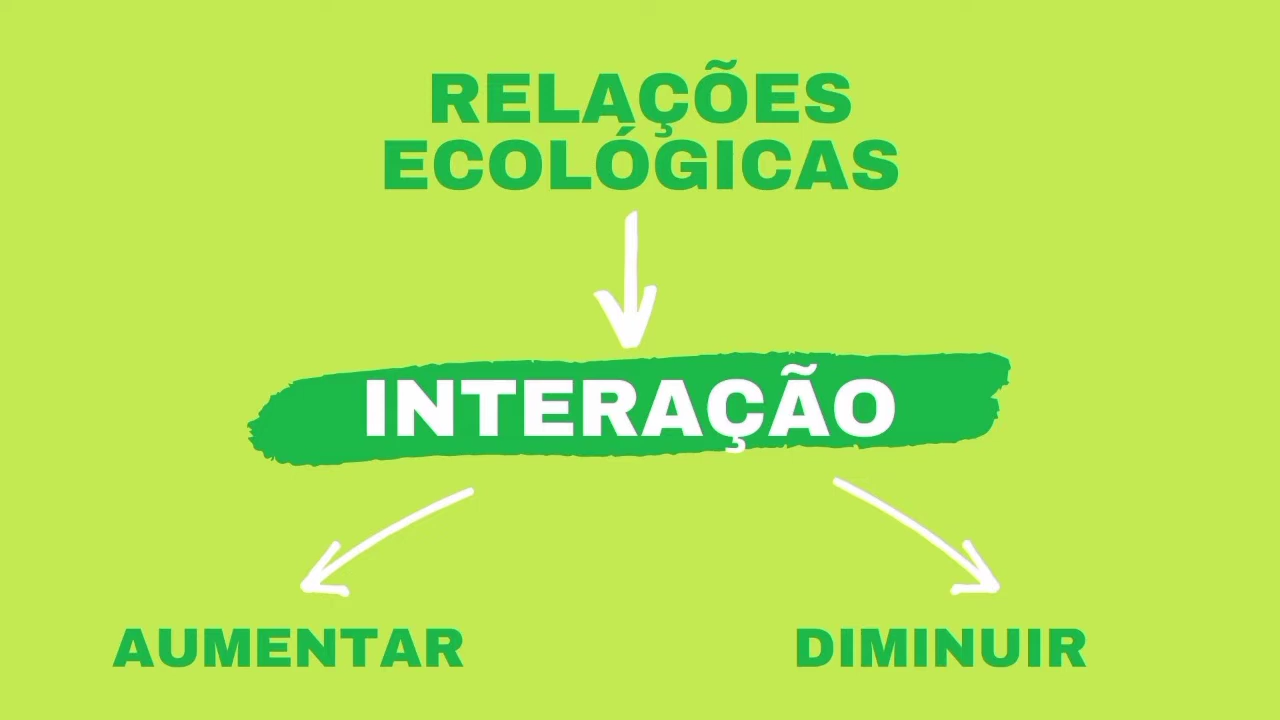 RELAÇÕES
ECOLÓGICAS
INTERAÇÃO
AUMENTAR
DIMINUIR